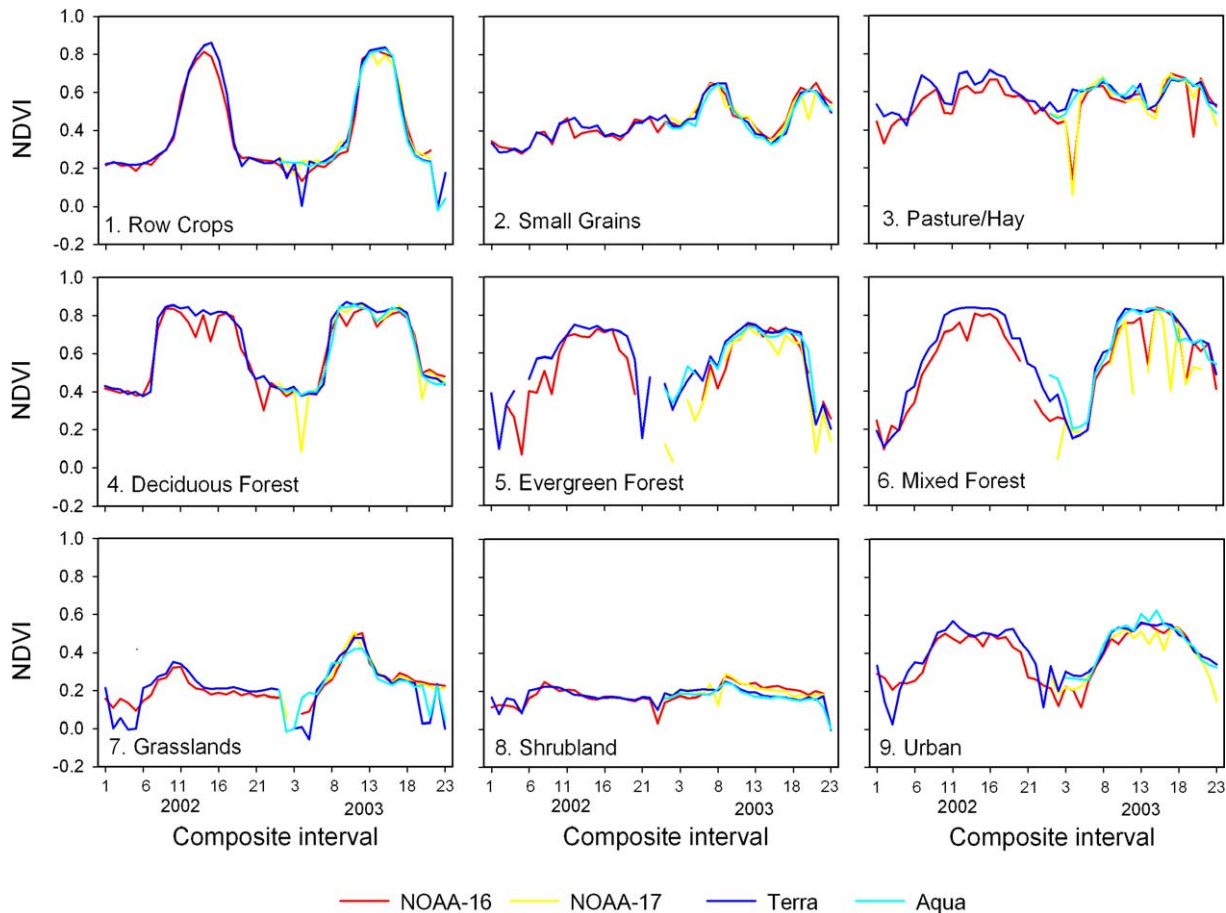 NDVI
1.0
0.8
0.6
0.4
0.2
0.0
-0.2
1. Row Crops
2. Small Grains
3. Pasture/Hay
NDVI
1.0
0.8
0.6
0.4
0.2
0.0
-0.2
4. Deciduous Forest
5. Evergreen Forest
6. Mixed Forest
NDVI
1.0
0.8
0.6
0.4
0.2
0.0
-0.2
7. Grasslands
8. Shrubland
9. Urban
1 6 11 16 21 3 8 13 18 23
2002 2003
Composite interval
1 6 11 16 21 3 8 13 18 23
2002 2003
Composite interval
1 6 11 16 21 3 8 13 18 23
2002 2003
Composite interval
NOAA-16 NOAA-17 Terra Aqua